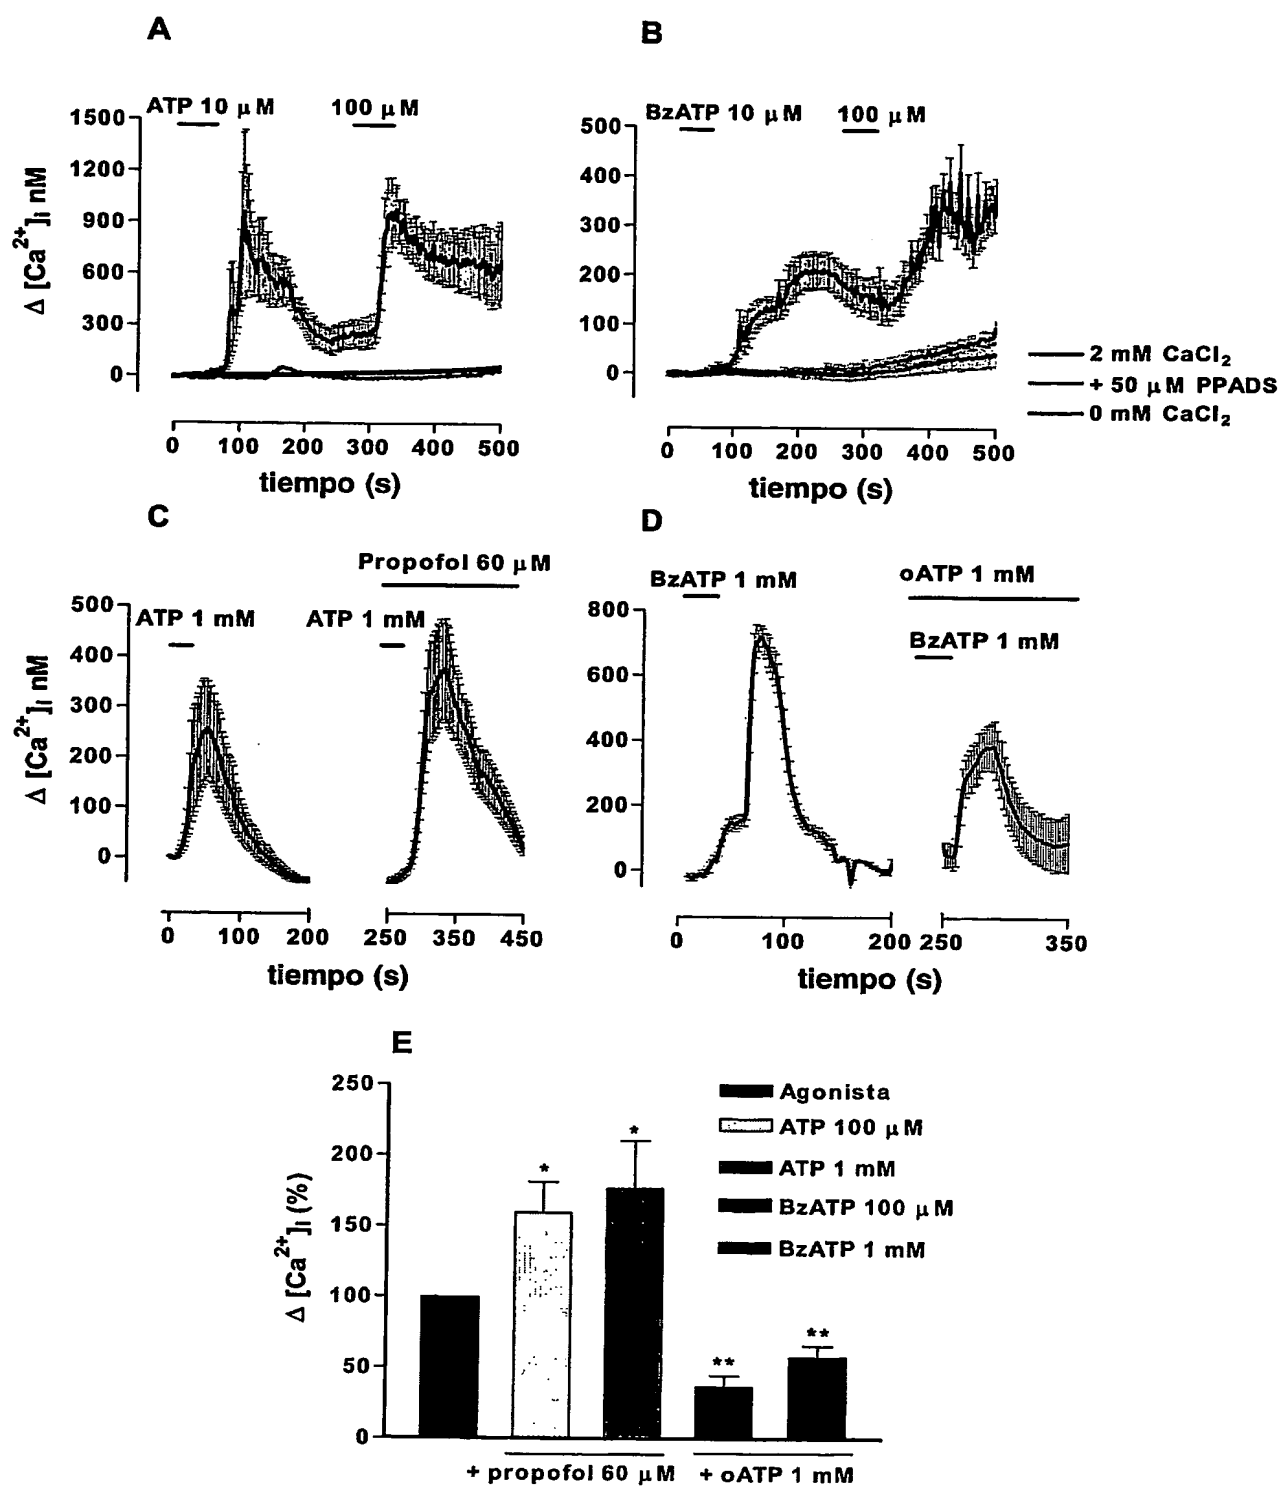 A
ATP 10 μM 100 μM
Δ [Ca²⁺]ᵢ nM
1500
1200
900
600
300
0
0 100 200 300 400 500
tiempo (s)
B
BzATP 10 μM 100 μM
500
400
300
200
100
0
0 100 200 300 400 500
tiempo (s)
2 mM CaCl₂
+ 50 μM PPADS
0 mM CaCl₂
C
Propofol 60 μM
ATP 1 mM ATP 1 mM
Δ [Ca²⁺]ᵢ nM
500
400
300
200
100
0
0 100 200 250 350 450
tiempo (s)
D
BzATP 1 mM
oATP 1 mM
BzATP 1 mM
800
600
400
200
0
0 100 200 250 350
tiempo (s)
E
Δ [Ca²⁺]ᵢ (%)
250
200
150
100
50
0
* * ** **
Agonista
ATP 100 μM
ATP 1 mM
BzATP 100 μM
BzATP 1 mM
+ propofol 60 μM + oATP 1 mM